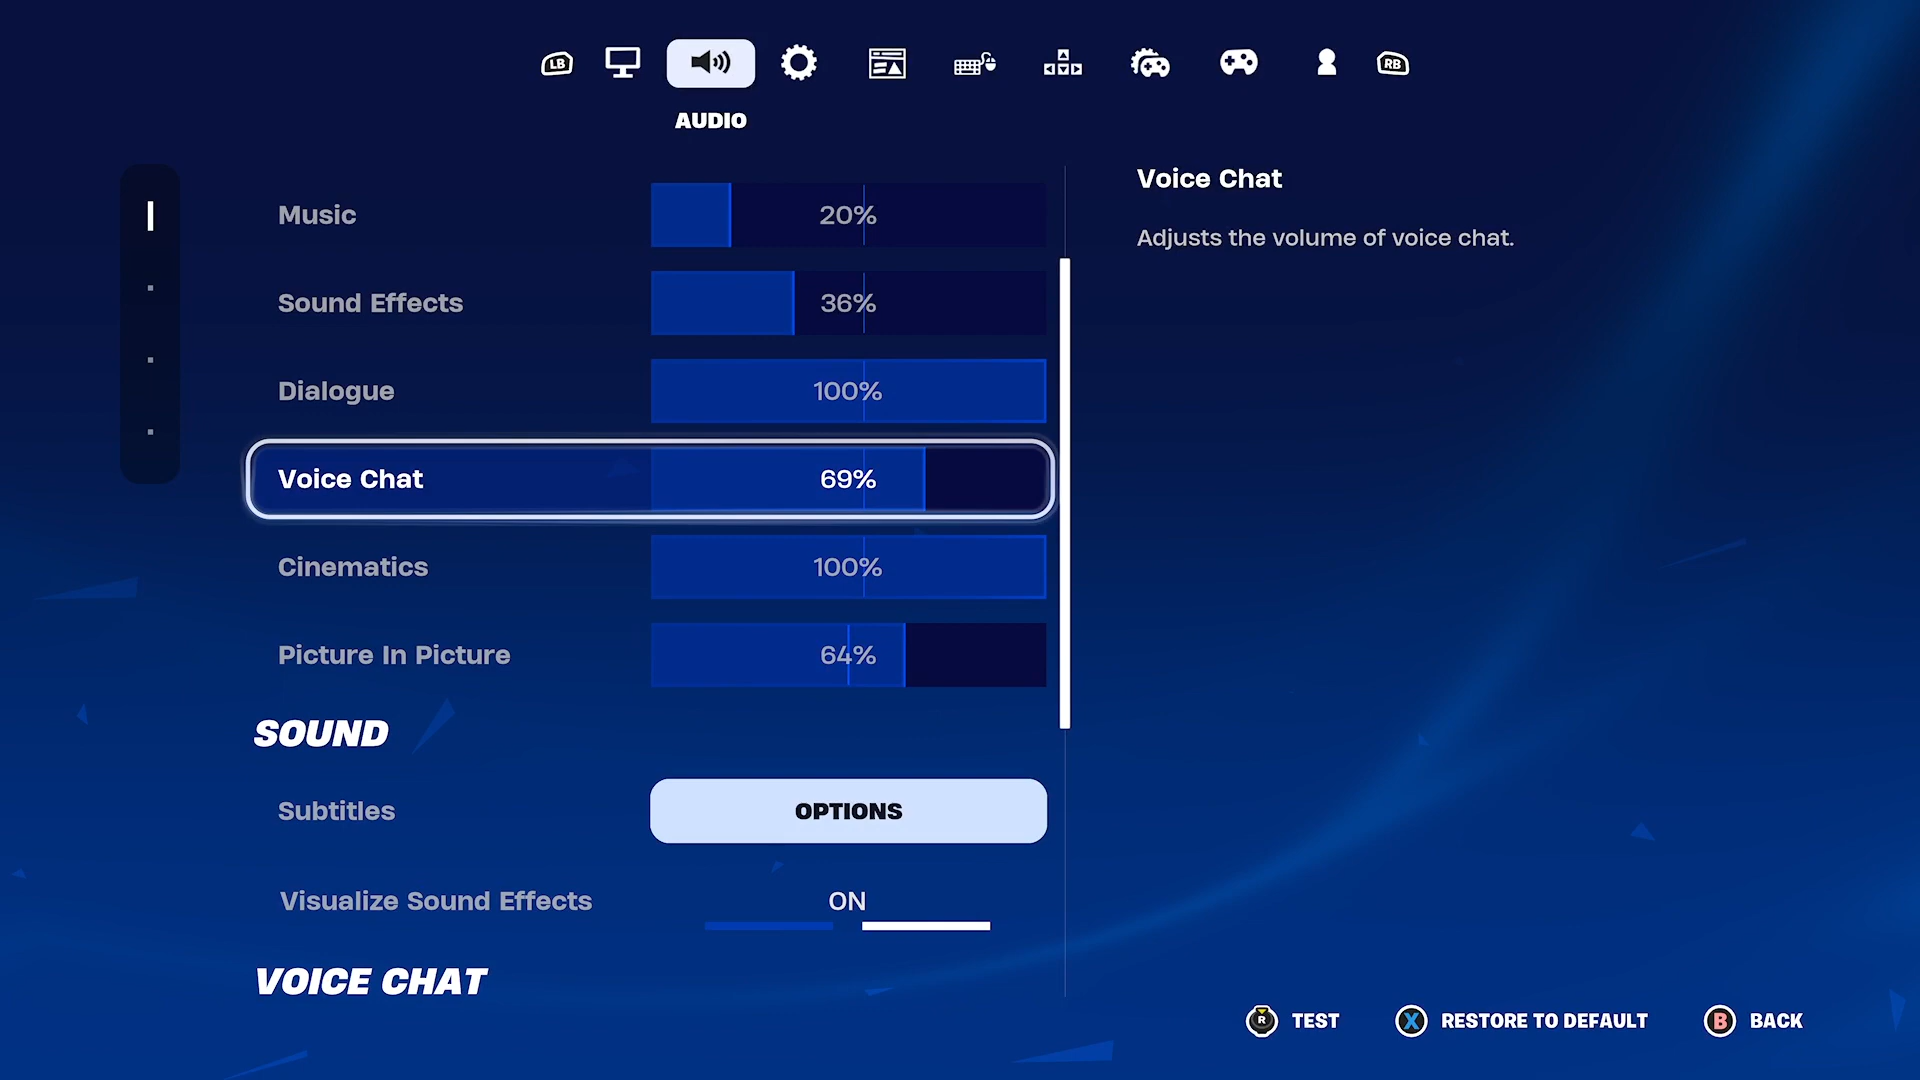 LB
RB
AUDIO
Music 20%
Sound Effects 36%
Dialogue 100%
Voice Chat 69%
Cinematics 100%
Picture In Picture 64%
SOUND
Subtitles OPTIONS
Visualize Sound Effects ON
VOICE CHAT
Voice Chat
Adjusts the volume of voice chat.
R TEST X RESTORE TO DEFAULT B BACK